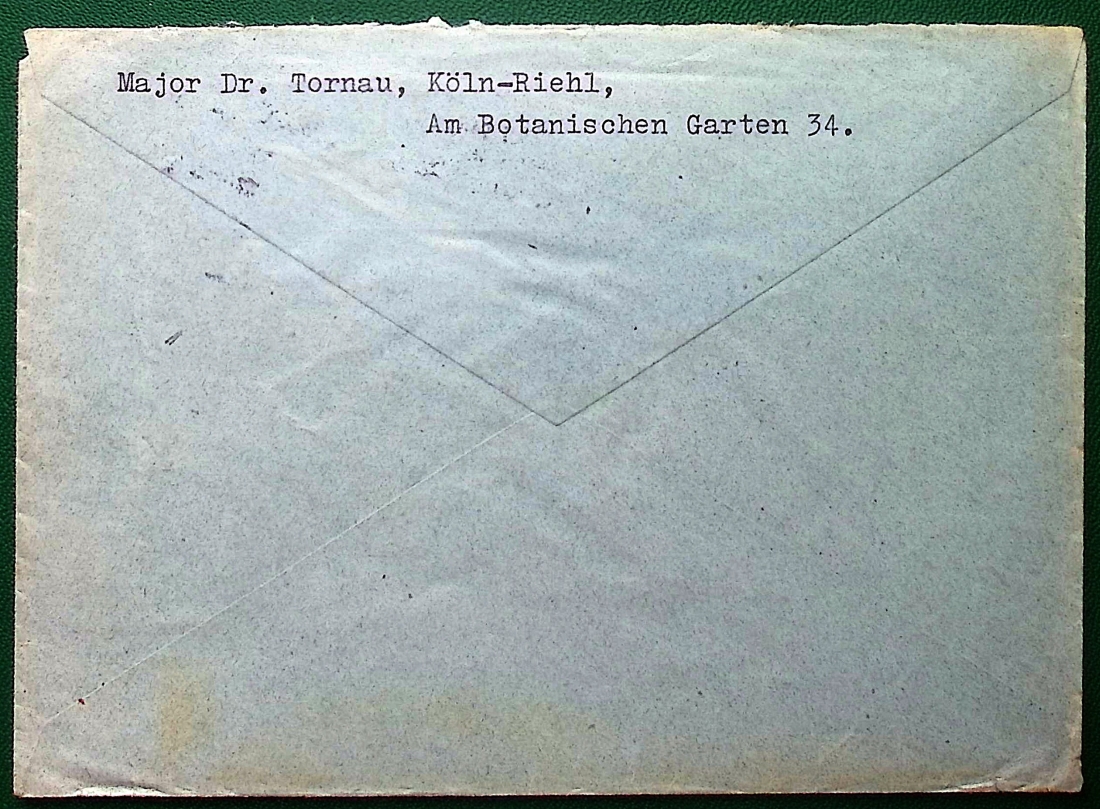 Major Dr. Tornau, Köln-Riehl,
Am Botanischen Garten 34.